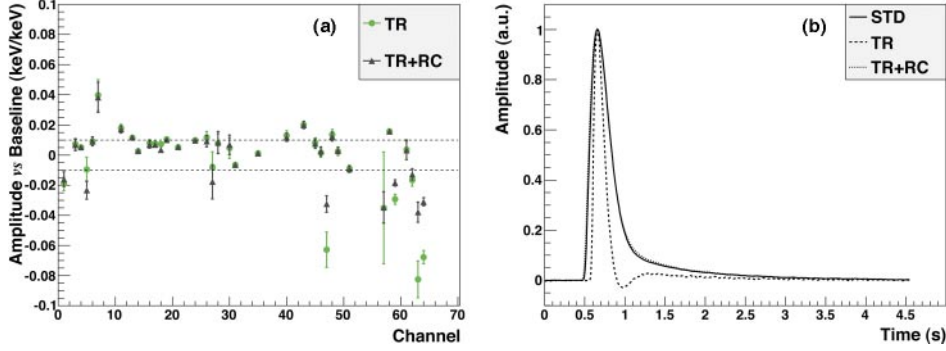 (a)
TR
TR+RC
Amplitude vs Baseline (keV/keV)
0.1
0.08
0.06
0.04
0.02
0
-0.02
-0.04
-0.06
-0.08
-0.1
0 10 20 30 40 50 60 70
Channel
(b)
STD
TR
TR+RC
Amplitude (a.u.)
1
0.8
0.6
0.4
0.2
0
0 0.5 1 1.5 2 2.5 3 3.5 4 4.5
Time (s)